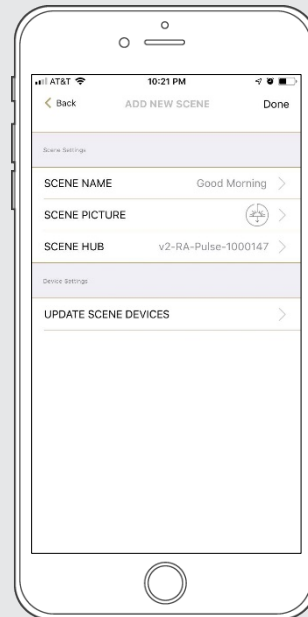 AT&T 10:21 PM
Back ADD NEW SCENE Done
Scene Settings
SCENE NAME Good Morning
SCENE PICTURE
SCENE HUB v2-RA-Pulse-1000147
Device Settings
UPDATE SCENE DEVICES